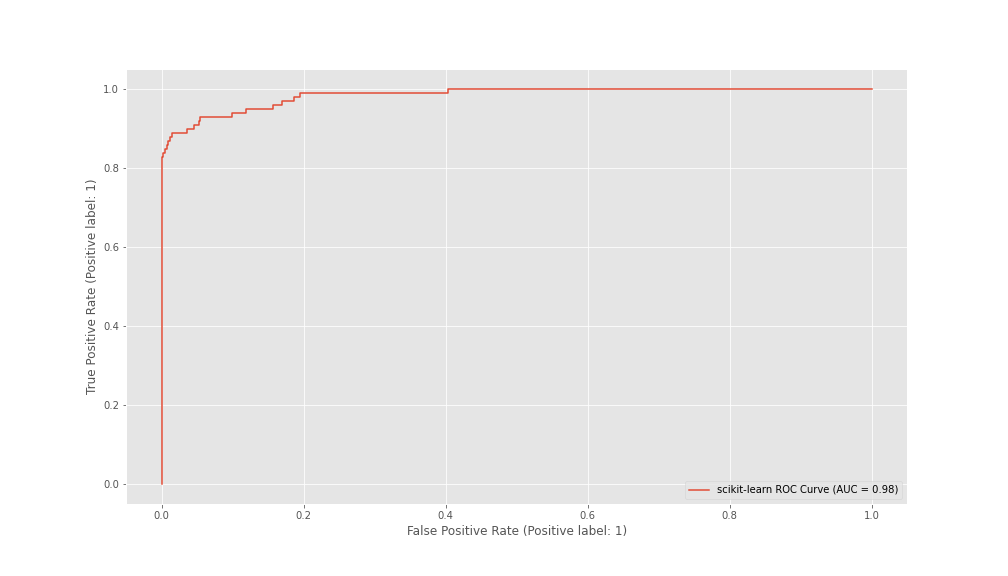 1.0
0.8
0.6
0.4
0.2
0.0
True Positive Rate (Positive label: 1)
scikit-learn ROC Curve (AUC = 0.98)
0.0 0.2 0.4 0.6 0.8 1.0
False Positive Rate (Positive label: 1)